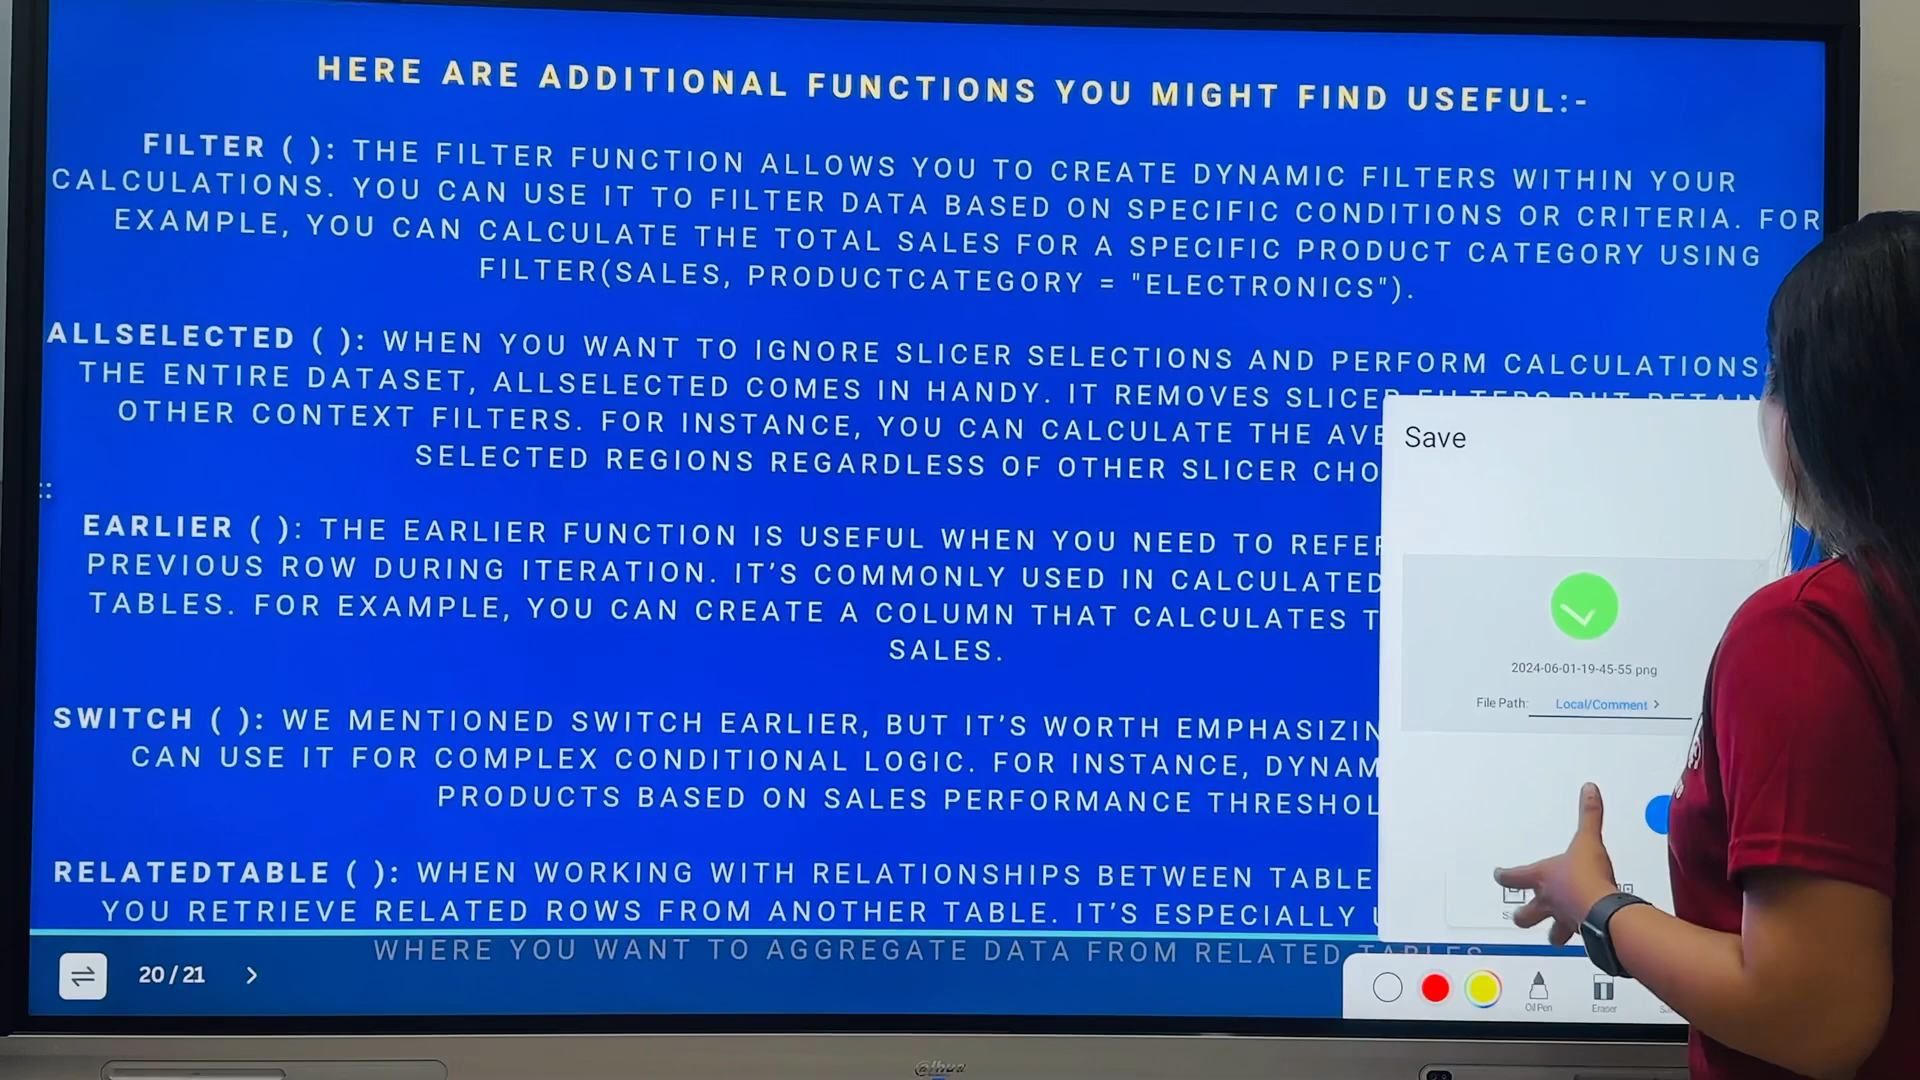 HERE ARE ADDITIONAL FUNCTIONS YOU MIGHT FIND USEFUL:-
FILTER ( ): THE FILTER FUNCTION ALLOWS YOU TO CREATE DYNAMIC FILTERS WITHIN YOUR
CALCULATIONS. YOU CAN USE IT TO FILTER DATA BASED ON SPECIFIC CONDITIONS OR CRITERIA. FOR
EXAMPLE, YOU CAN CALCULATE THE TOTAL SALES FOR A SPECIFIC PRODUCT CATEGORY USING
FILTER(SALES, PRODUCTCATEGORY = "ELECTRONICS").
ALLSELECTED ( ): WHEN YOU WANT TO IGNORE SLICER SELECTIONS AND PERFORM CALCULATIONS
THE ENTIRE DATASET, ALLSELECTED COMES IN HANDY. IT REMOVES SLICER FILTERS BUT RETAIN
OTHER CONTEXT FILTERS. FOR INSTANCE, YOU CAN CALCULATE THE AVE
SELECTED REGIONS REGARDLESS OF OTHER SLICER CHO
EARLIER ( ): THE EARLIER FUNCTION IS USEFUL WHEN YOU NEED TO REFER
PREVIOUS ROW DURING ITERATION. IT’S COMMONLY USED IN CALCULATED
TABLES. FOR EXAMPLE, YOU CAN CREATE A COLUMN THAT CALCULATES T
SALES.
SWITCH ( ): WE MENTIONED SWITCH EARLIER, BUT IT’S WORTH EMPHASIZIN
CAN USE IT FOR COMPLEX CONDITIONAL LOGIC. FOR INSTANCE, DYNAM
PRODUCTS BASED ON SALES PERFORMANCE THRESHOL
RELATEDTABLE ( ): WHEN WORKING WITH RELATIONSHIPS BETWEEN TABLE
YOU RETRIEVE RELATED ROWS FROM ANOTHER TABLE. IT’S ESPECIALLY
WHERE YOU WANT TO AGGREGATE DATA FROM RELATED TABLES
20 / 21
Save
2024-06-01-19-45-55 png
File Path: Local/Comment >
Oil Pen
Eraser
alhua